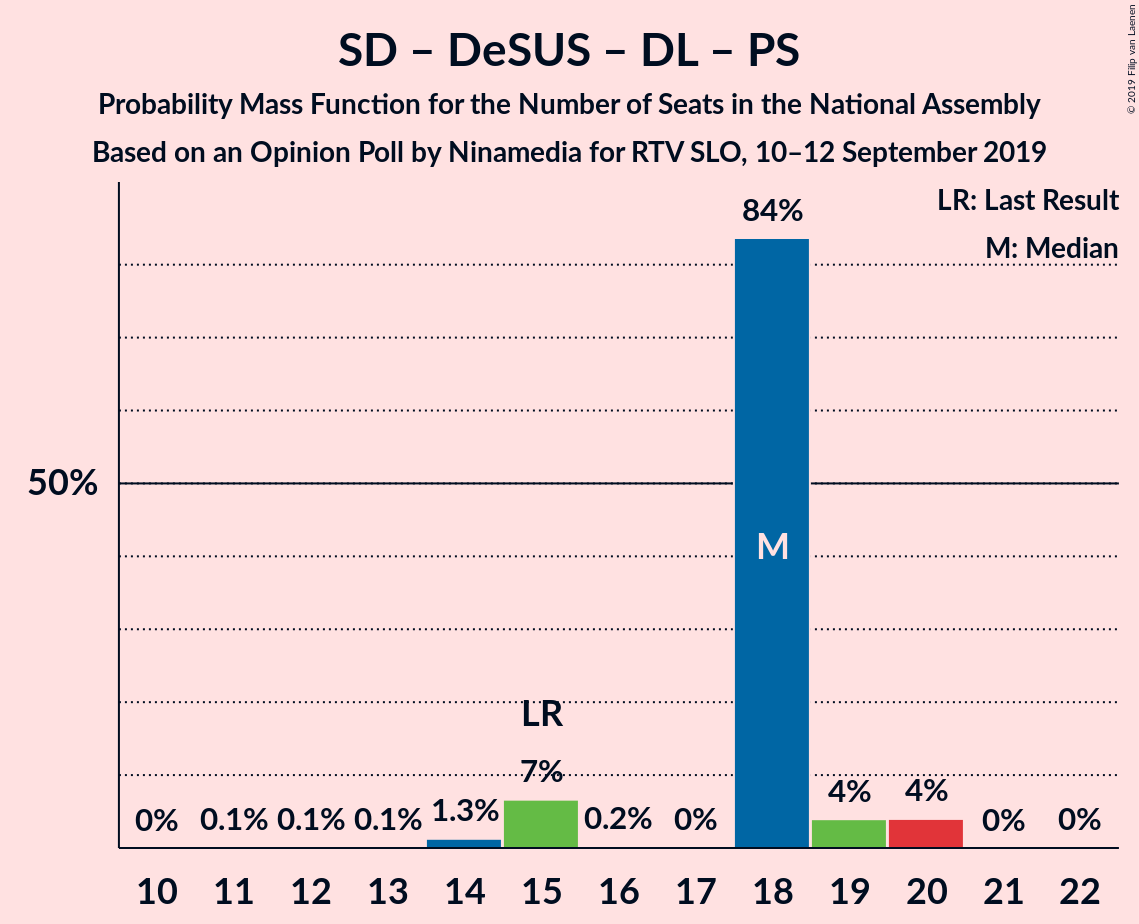 SD – DeSUS – DL – PS
Probability Mass Function for the Number of Seats in the National Assembly
Based on an Opinion Poll by Ninamedia for RTV SLO, 10–12 September 2019
© 2019 Filip van Laenen
LR: Last Result
M: Median
84%
50%
M
LR
7%
0% 0.1% 0.1% 0.1% 1.3% 0.2% 0% 4% 4% 0% 0%
10 11 12 13 14 15 16 17 18 19 20 21 22